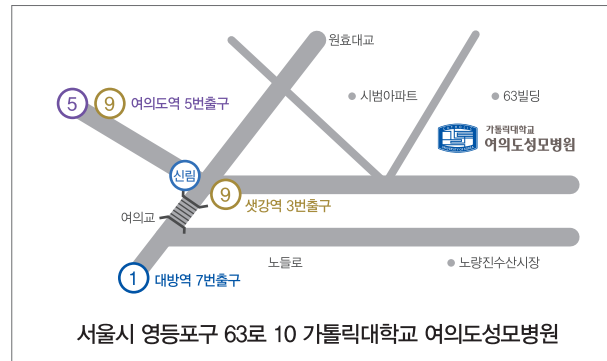 원효대교
시범아파트
63빌딩
5 9 여의도역 5번출구
가톨릭대학교
여의도성모병원
신림
9 샛강역 3번출구
여의교
노들로
노량진수산시장
1 대방역 7번출구
서울시 영등포구 63로 10 가톨릭대학교 여의도성모병원